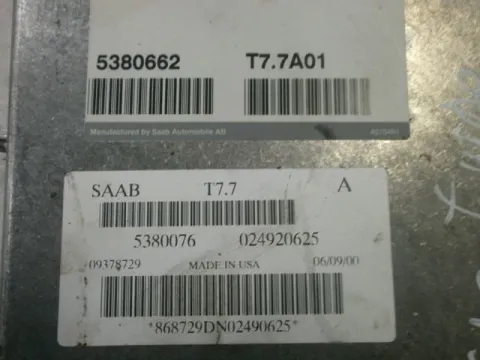 5380662 T7.7A01
Manufactured by Saab Automobile AB
SAAB T7.7 A
5380076 024920625
09378729 MADE IN USA 06/09/00
*868729DN02490625*